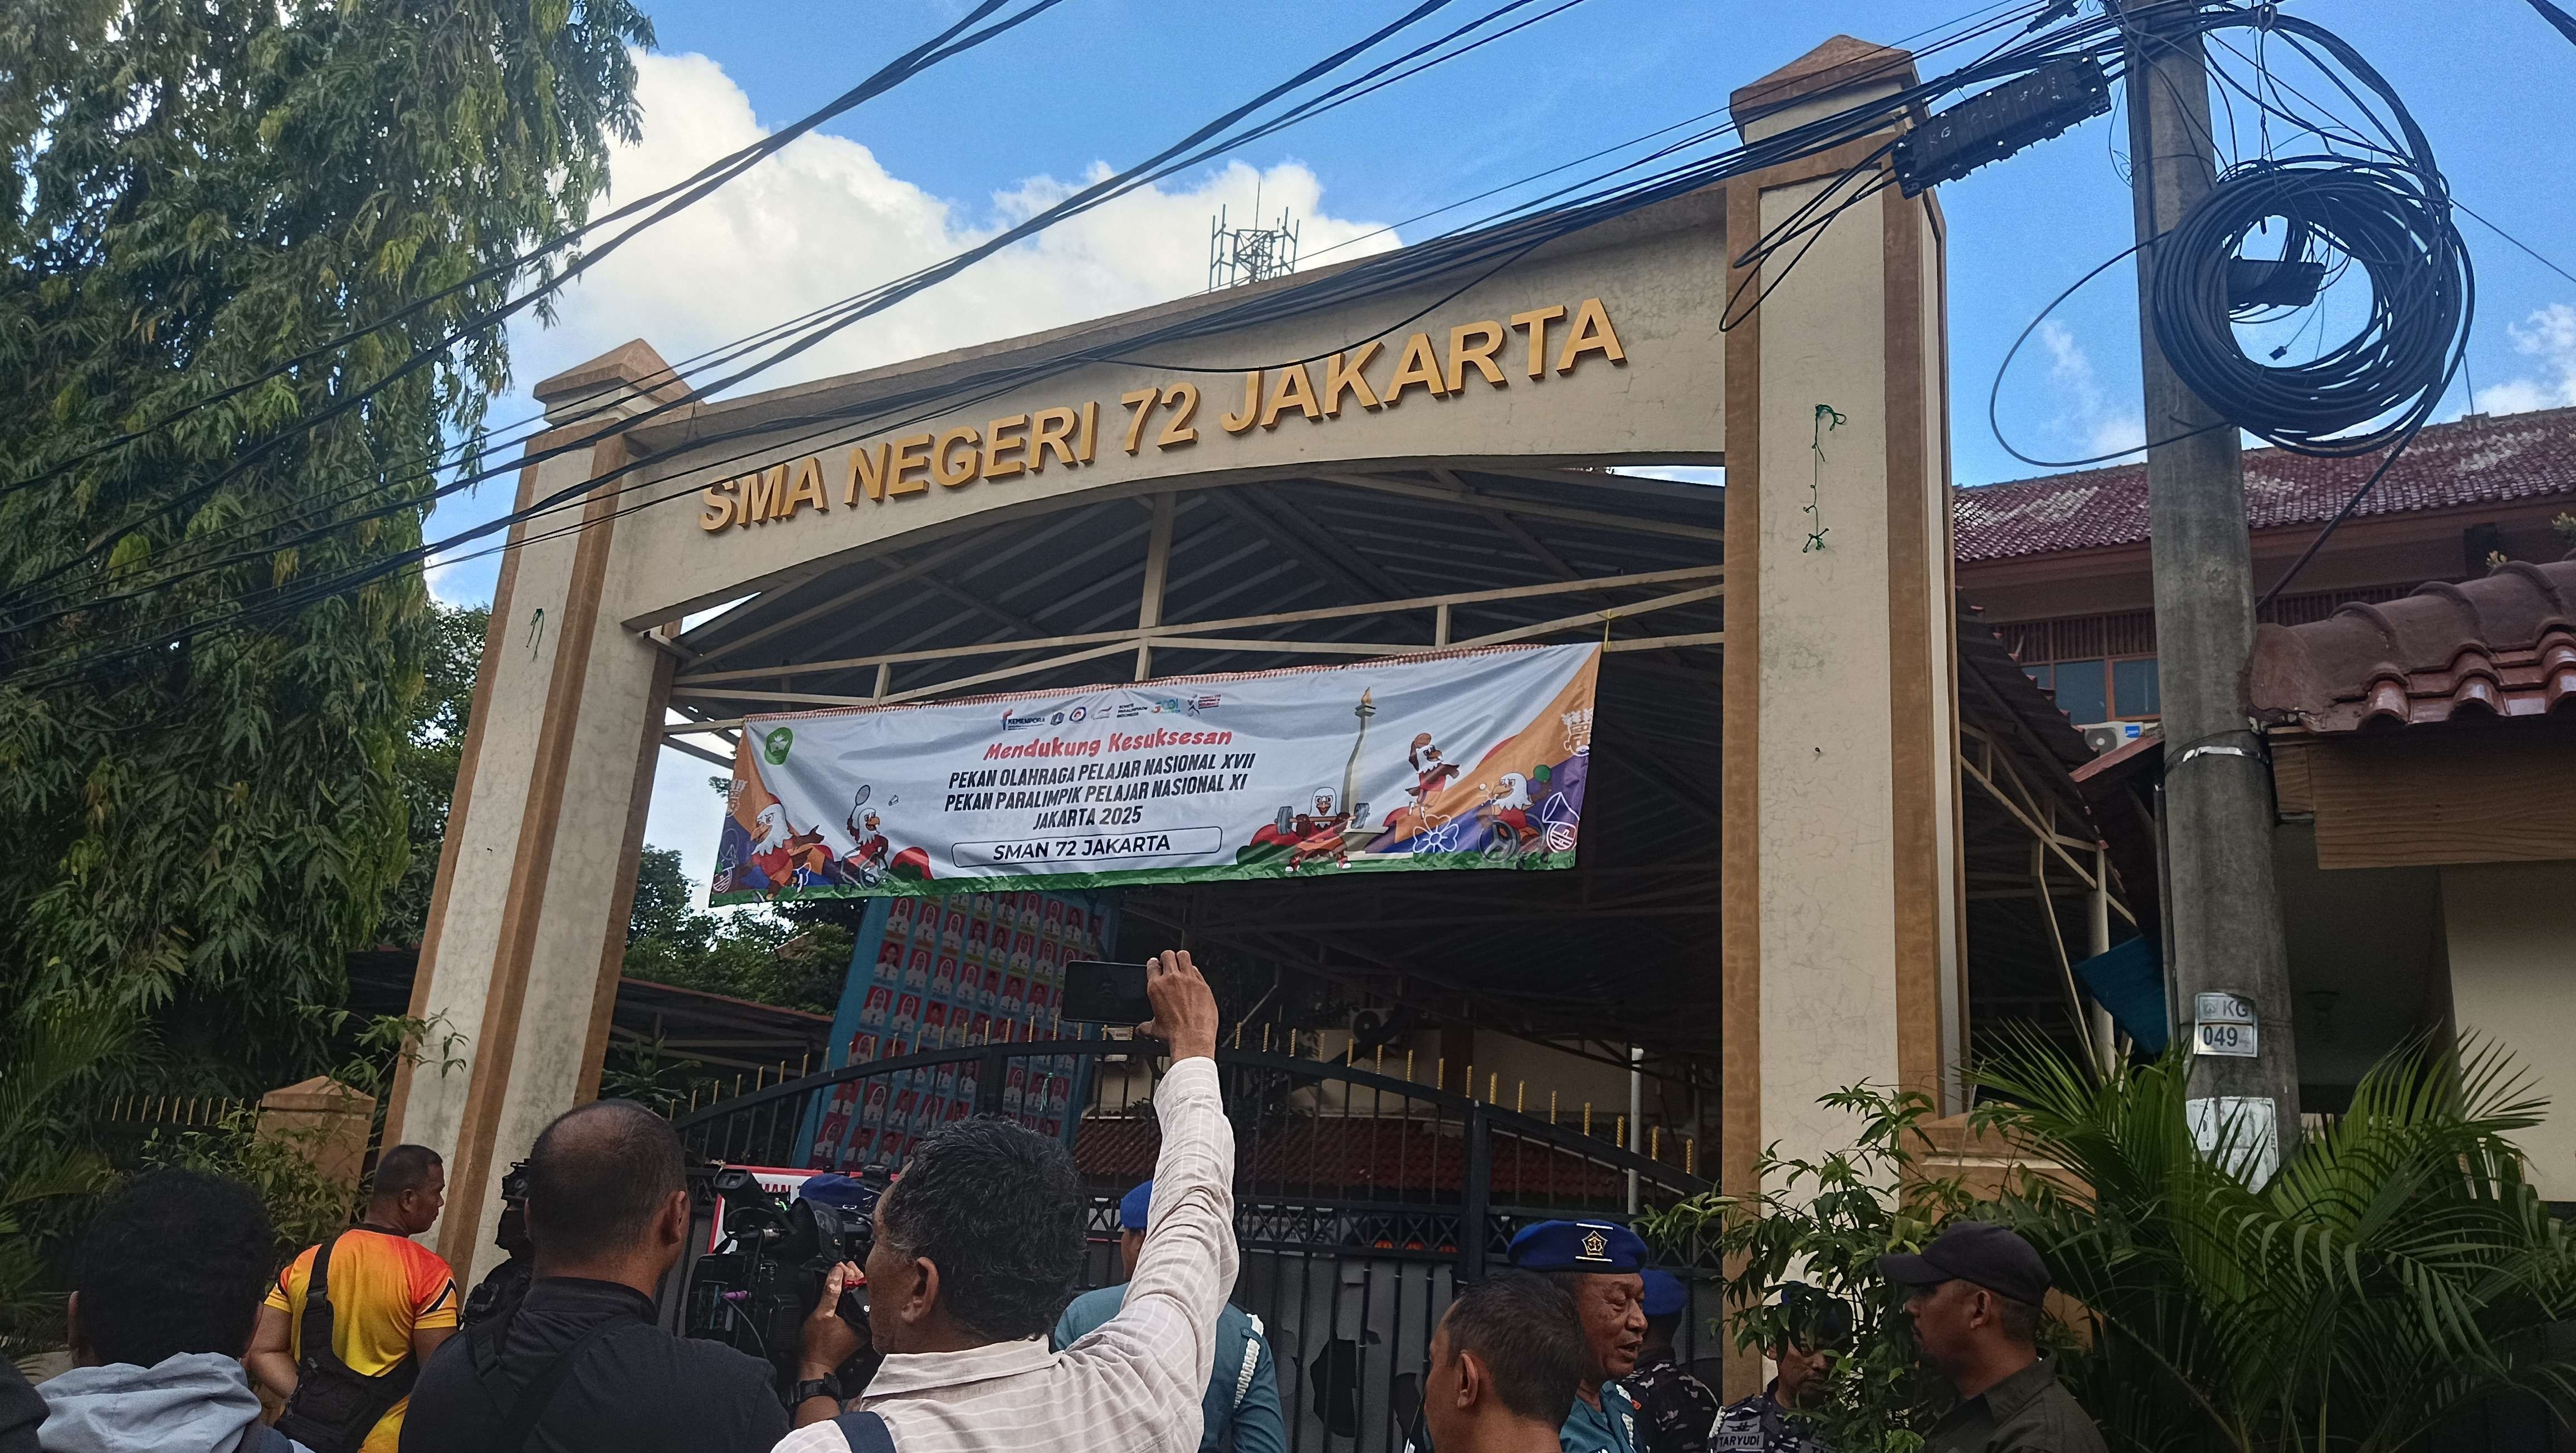 SMA NEGERI 72 JAKARTA
KEMENPORA
Mendukung Kesuksesan
PEKAN OLAHRAGA PELAJAR NASIONAL XVII
PEKAN PARALIMPIK PELAJAR NASIONAL XI
JAKARTA 2025
SMAN 72 JAKARTA
KG
049
TARYUDI